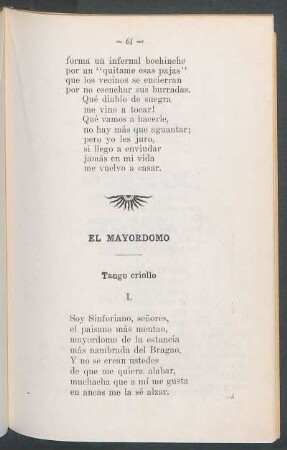 — 64 —
forma un infernal bochinche
por un "quitame esas pajas"
que los vecinos se encierran
por no escuchar sus burradas.
Qué diablo de suegra
me vino a tocar!
Qué vamos a hacerle,
no hay más que aguantar;
pero yo les juro,
si llego a enviudar
jamás en mi vida
me vuelvo a casar.
EL MAYORDOMO
Tango criollo
I.
Soy Sinforiano, señores,
el paisano más mentao,
mayordomo de la estancia
más nambrada del Bragao.
Y no se crean ustedes
de que me quiera alabar,
muchacha que a mí me gusta
en ancas me la sé alzar.